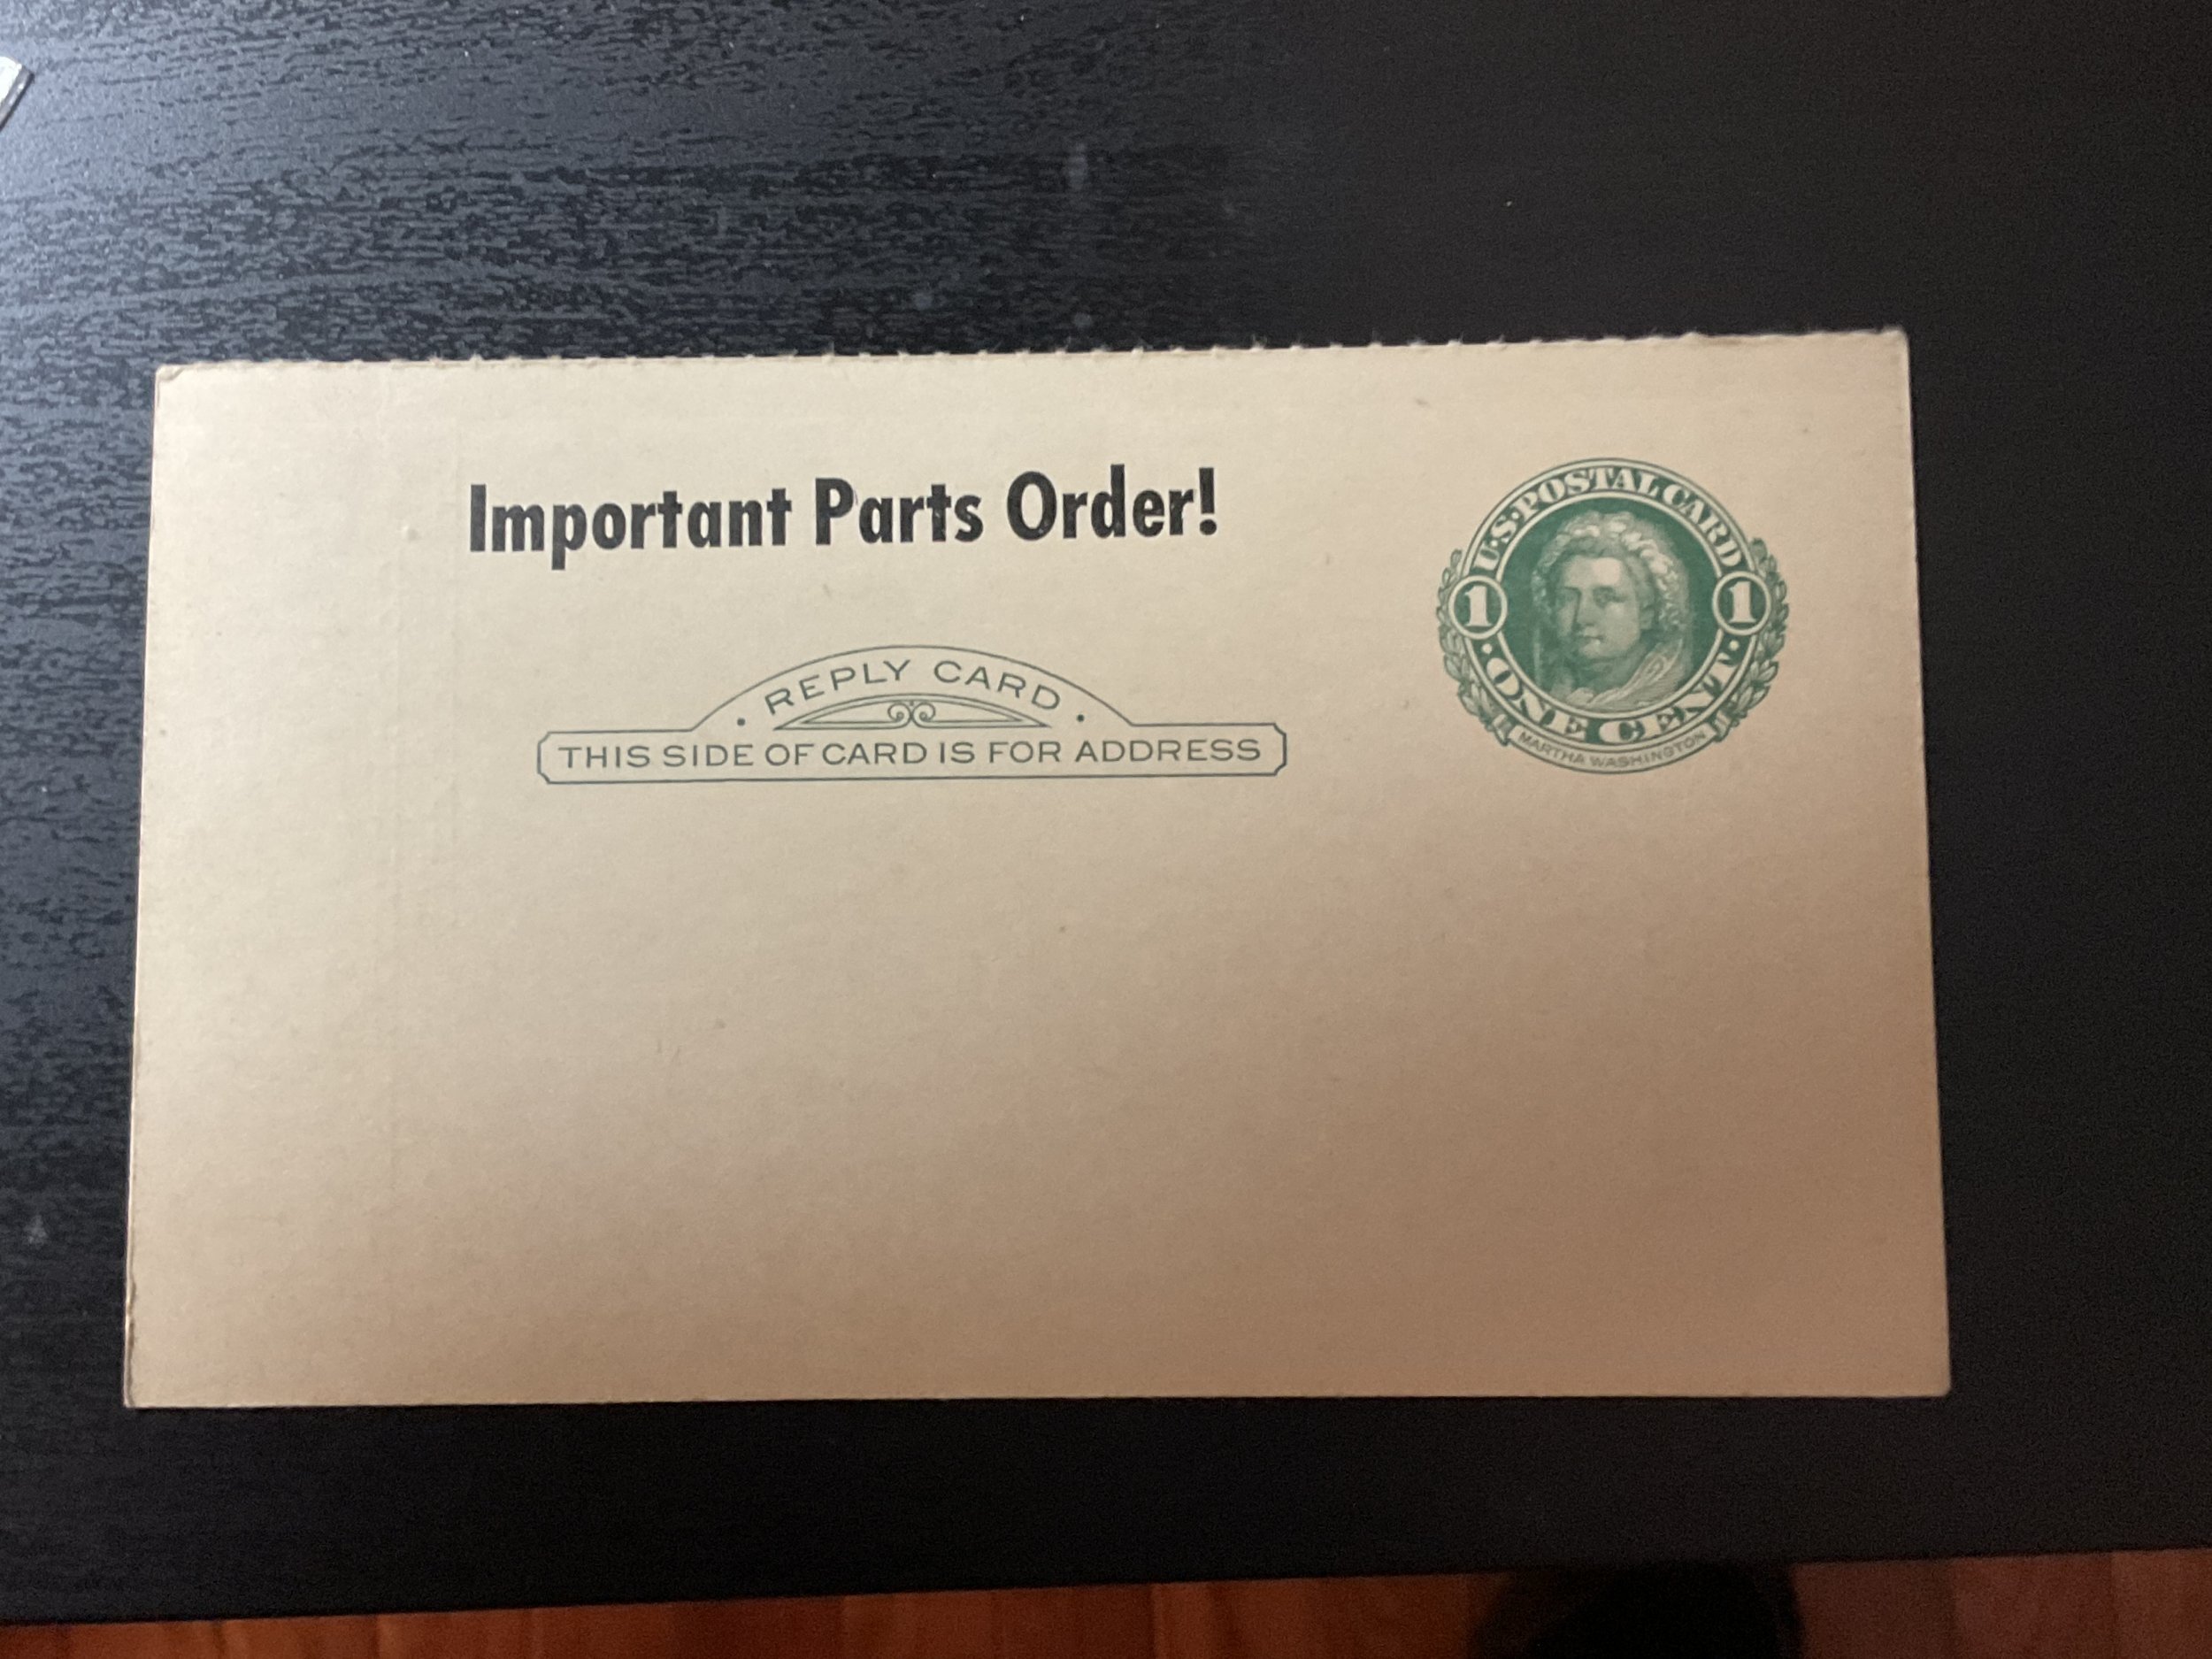 Important Parts Order!
U.S. POSTAL CARD
1 1
· ONE CENT ·
MARTHA WASHINGTON
· REPLY CARD ·
THIS SIDE OF CARD IS FOR ADDRESS